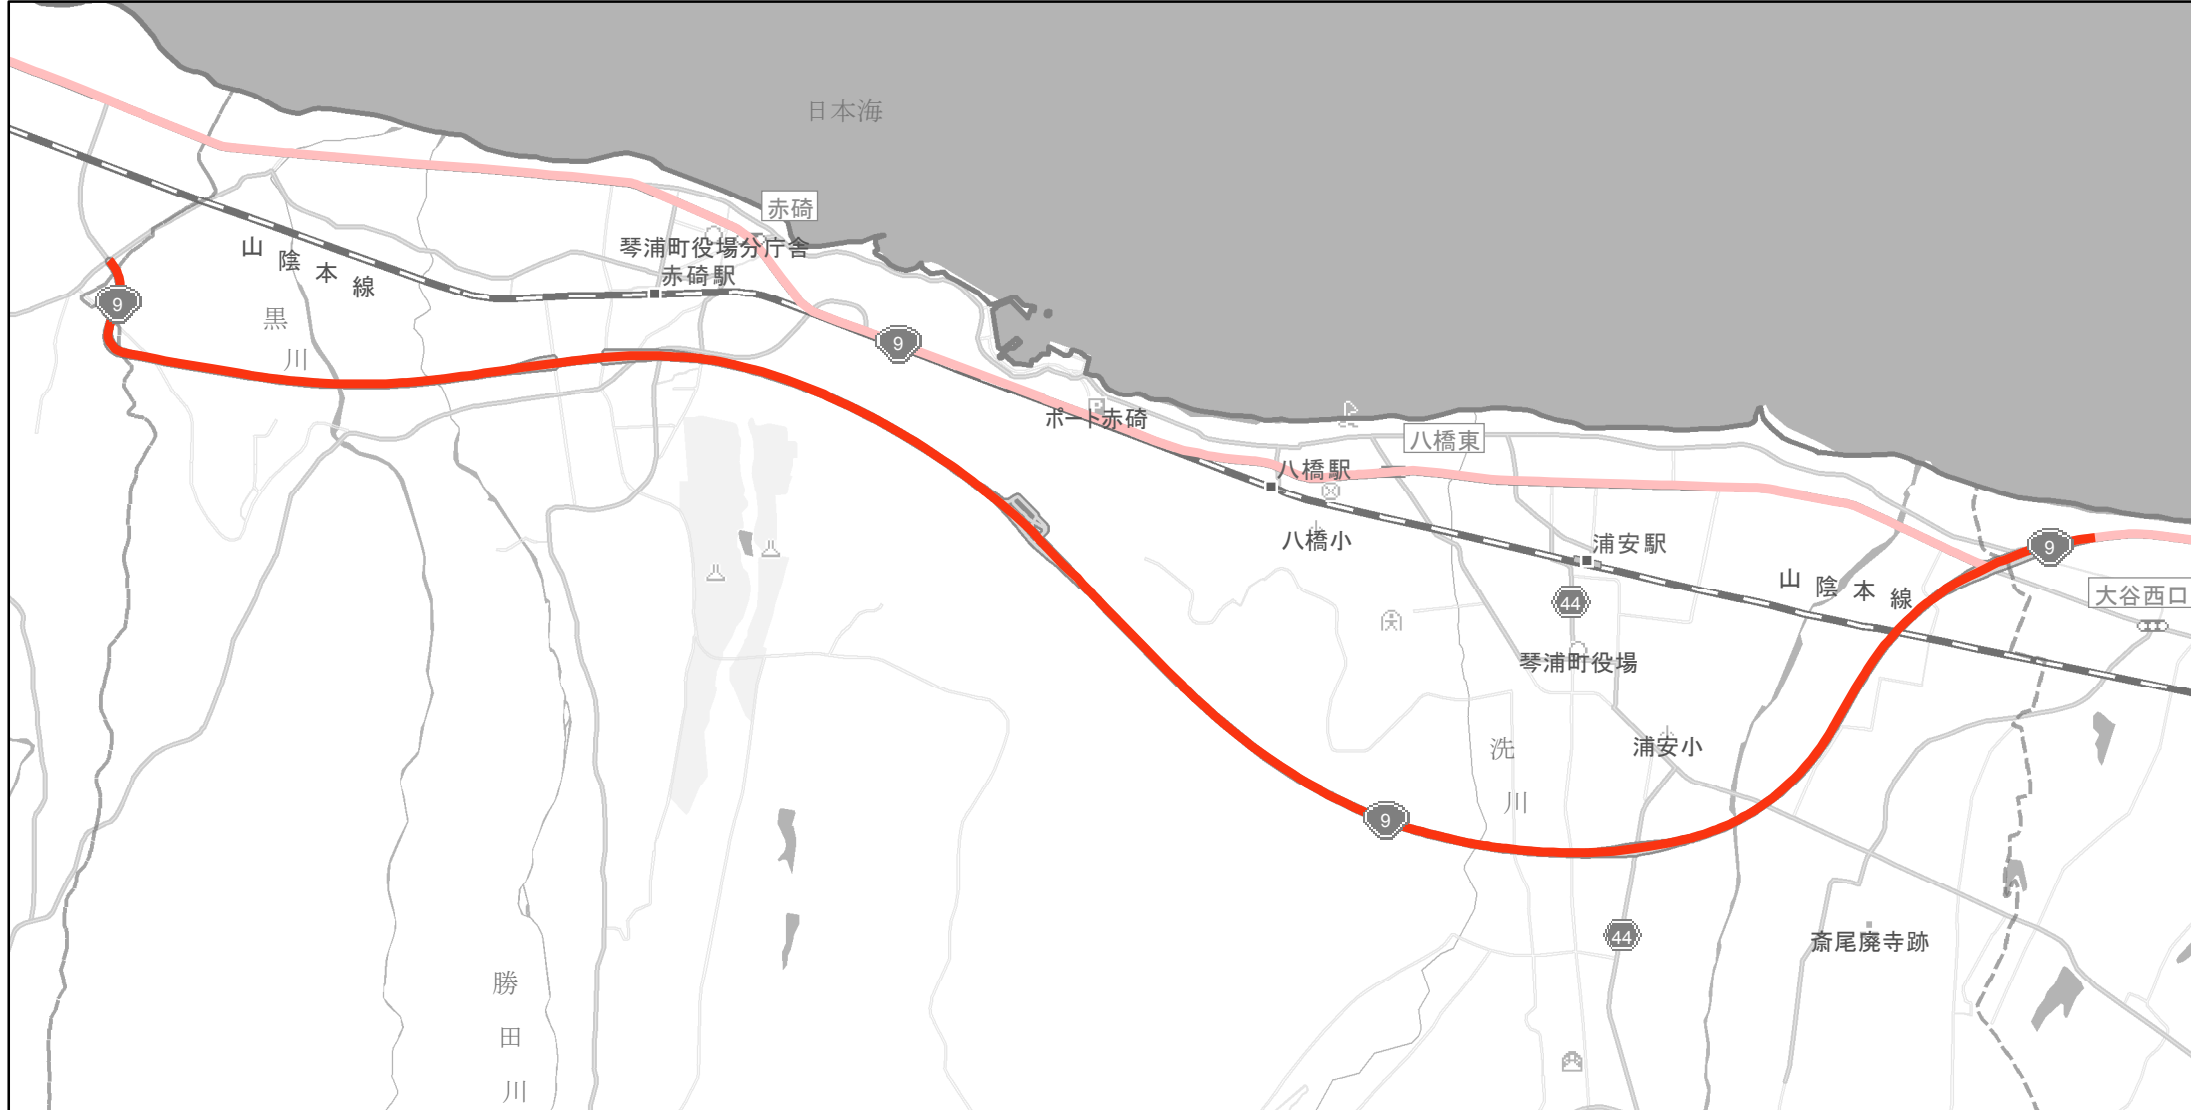 日本海
赤碕
琴浦町役場分庁舎
赤碕駅
山陰本線
9
黒川
9
ポート赤碕
八橋東
八橋駅
八橋小
浦安駅
9
山陰本線
大谷西口
44
琴浦町役場
洗川
浦安小
9
44
斎尾廃寺跡
勝田川